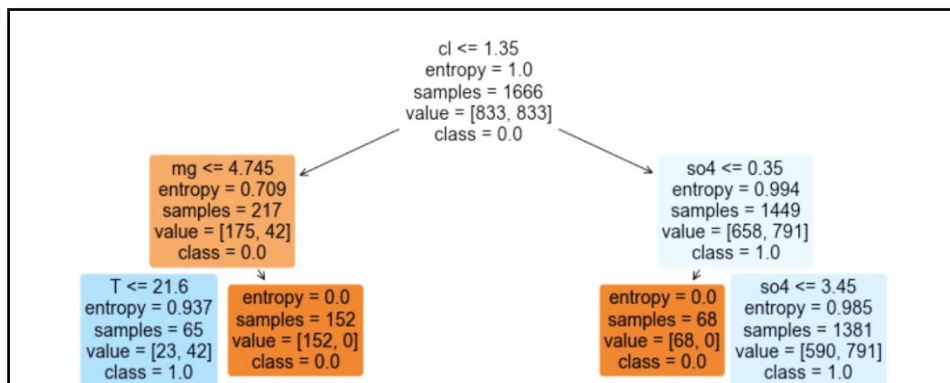 cl <= 1.35
entropy = 1.0
samples = 1666
value = [833, 833]
class = 0.0
mg <= 4.745
entropy = 0.709
samples = 217
value = [175, 42]
class = 0.0
so4 <= 0.35
entropy = 0.994
samples = 1449
value = [658, 791]
class = 1.0
T <= 21.6
entropy = 0.937
samples = 65
value = [23, 42]
class = 1.0
entropy = 0.0
samples = 152
value = [152, 0]
class = 0.0
entropy = 0.0
samples = 68
value = [68, 0]
class = 0.0
so4 <= 3.45
entropy = 0.985
samples = 1381
value = [590, 791]
class = 1.0